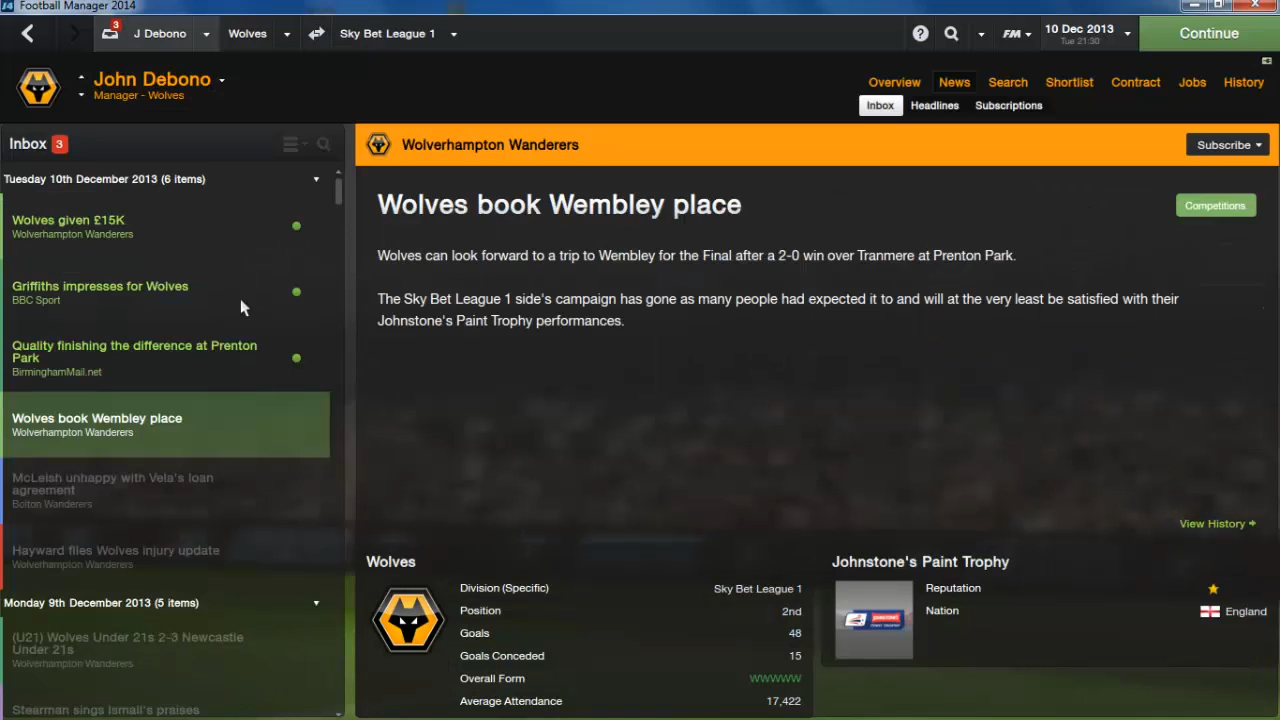 Football Manager 2014
3
J Debono
Wolves
Sky Bet League 1
?
FM
10 Dec 2013
Tue 21:30
Continue
John Debono
Manager - Wolves
Overview News Search Shortlist Contract Jobs History
Inbox Headlines Subscriptions
Inbox 3
Tuesday 10th December 2013 (6 items)
Wolves given £15K
Wolverhampton Wanderers
Griffiths impresses for Wolves
BBC Sport
Quality finishing the difference at Prenton
Park
BirminghamMail.net
Wolves book Wembley place
Wolverhampton Wanderers
McLeish unhappy with Vela's loan
agreement
Bolton Wanderers
Hayward files Wolves injury update
Wolverhampton Wanderers
Monday 9th December 2013 (5 items)
(U21) Wolves Under 21s 2-3 Newcastle
Under 21s
Wolverhampton Wanderers
Stearman sings Ismail's praises
Wolverhampton Wanderers
Subscribe
Wolves book Wembley place
Competitions
Wolves can look forward to a trip to Wembley for the Final after a 2-0 win over Tranmere at Prenton Park.
The Sky Bet League 1 side's campaign has gone as many people had expected it to and will at the very least be satisfied with their
Johnstone's Paint Trophy performances.
View History
Wolves
Division (Specific) Sky Bet League 1
Position 2nd
Goals 48
Goals Conceded 15
Overall Form WWWWW
Average Attendance 17,422
Johnstone's Paint Trophy
Reputation
Nation England